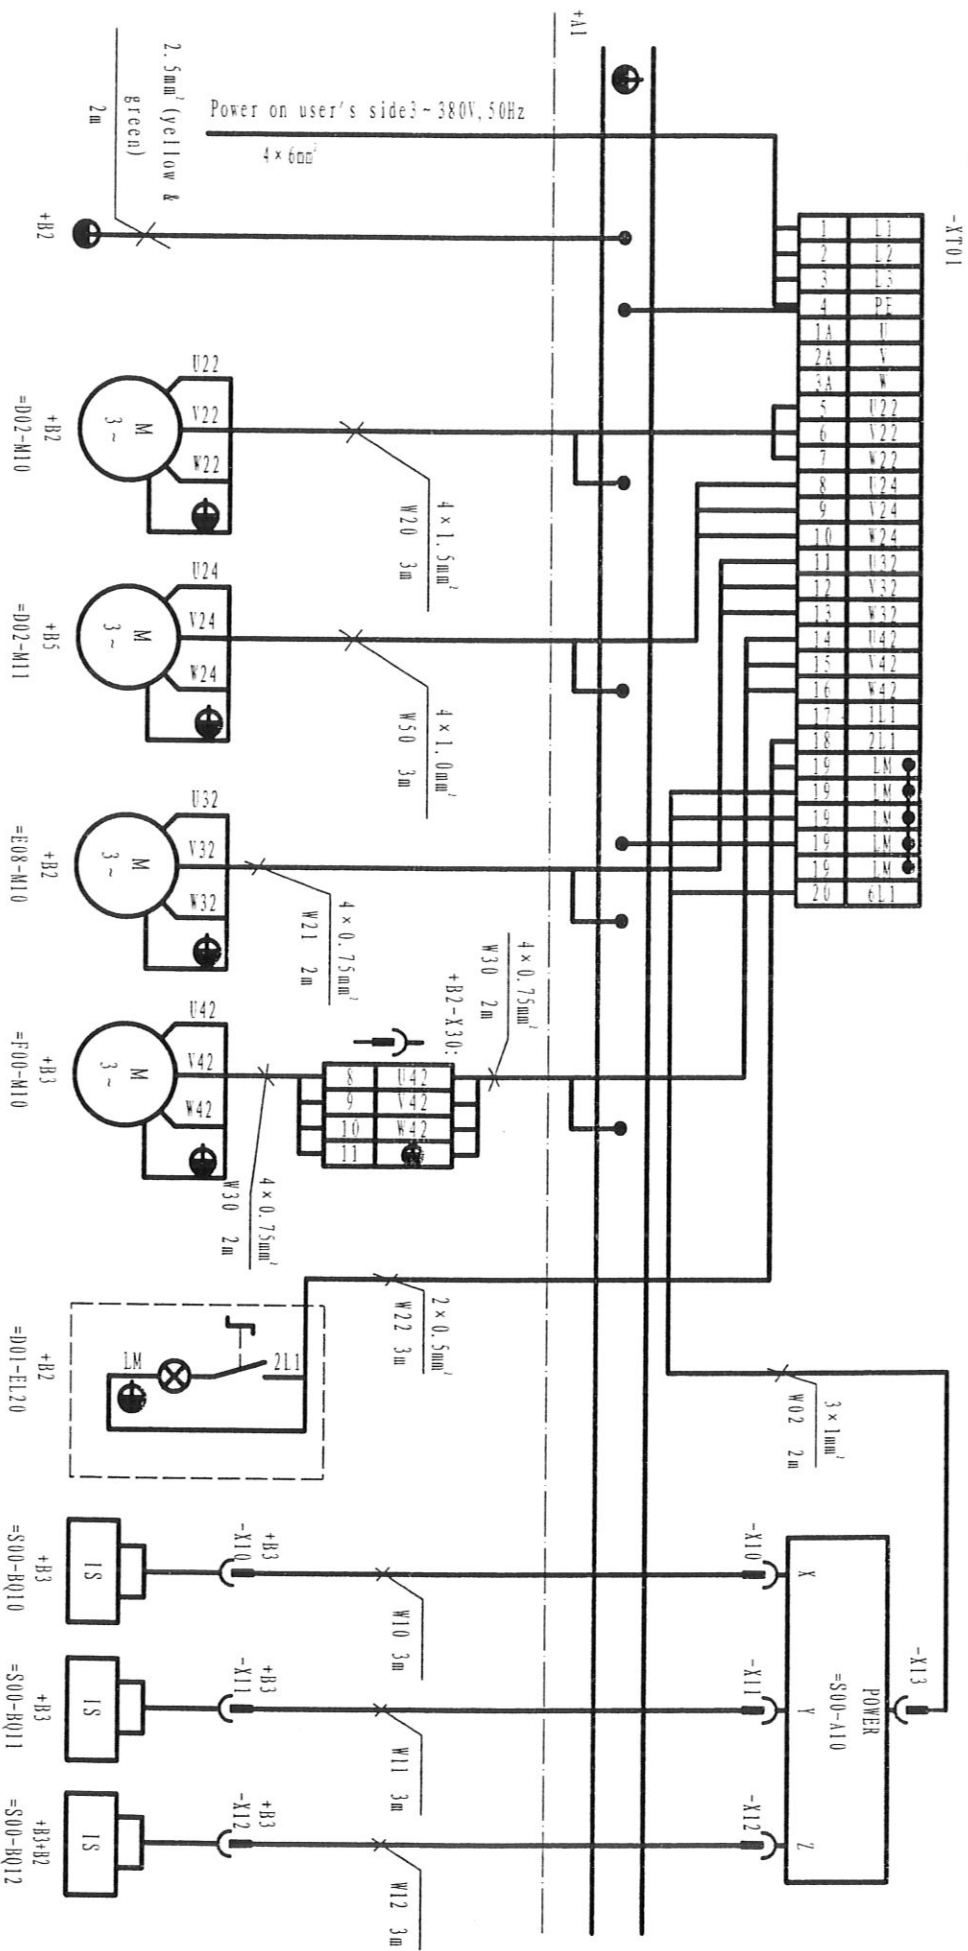 -XT01
1 L1
2 L2
3 L3
4 PE
1A U
2A V
3A W
5 U22
6 V22
7 W22
8 U24
9 V24
10 W24
11 U32
12 V32
13 W32
14 U42
15 V42
16 W42
17 1L1
18 2L1
19 LM
19 LM
19 LM
19 LM
19 LM
20 6L1
+A1
Power on user's side3~380V,50Hz
4×6mm²
2.5mm²(yellow &
green)
2m
+B2
U22
V22
W22
M
3~
+B2
=D02-M10
4×1.5mm²
W20 3m
U24
V24
W24
M
3~
+B5
=D02-M11
4×1.0mm²
W50 3m
U32
V32
W32
M
3~
+B2
=E08-M10
4×0.75mm²
W21 2m
U42
V42
W42
M
3~
+B3
=F00-M10
4×0.75mm²
W30 2m
+B2-X30:
8 U42
9 V42
10 W42
11
4×0.75mm²
W30 2m
2×0.5mm²
W22 3m
2L1
LM
+B2
=D01-EL20
3×1mm²
W02 2m
-X13
POWER
=S00-A10
X
Y
Z
-X10
-X11
-X12
W10 3m
W11 3m
W12 3m
+B3
-X10
+B3
-X11
+B3
-X12
IS
+B3
=S00-BQ10
IS
+B3
=S00-BQ11
IS
+B3+B2
=S00-BQ12